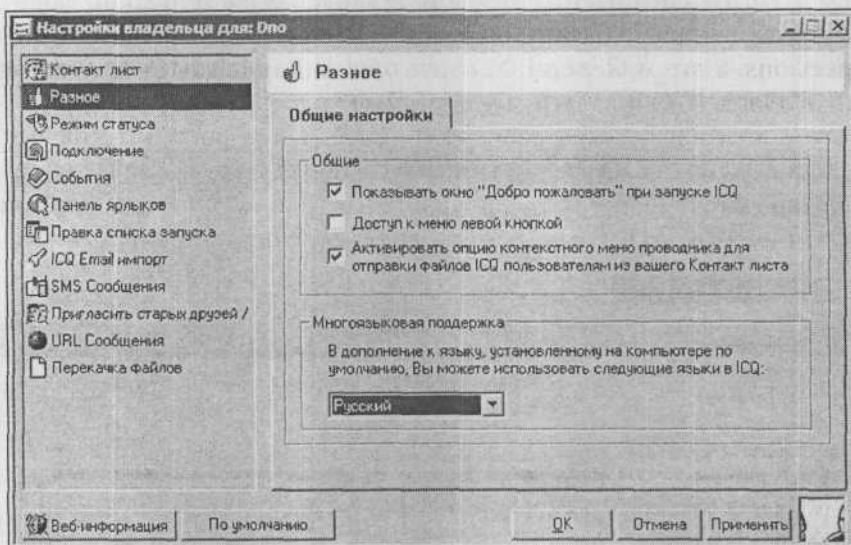 Настройки владельца для: Dno
Контакт лист
Разное
Режим статуса
Подключение
События
Панель ярлыков
Правка списка запуска
ICQ Email импорт
SMS Сообщения
Пригласить старых друзей /
URL Сообщения
Перекачка файлов
Разное
Общие настройки
Общие
Показывать окно "Добро пожаловать" при запуске ICQ
Доступ к меню левой кнопкой
Активировать опцию контекстного меню проводника для
отправки файлов ICQ пользователям из вашего Контакт листа
Многоязыковая поддержка
В дополнение к языку, установленному на компьютере по
умолчанию, Вы можете использовать следующие языки в ICQ:
Русский
Веб-информация
По умолчанию
OK
Отмена
Применить